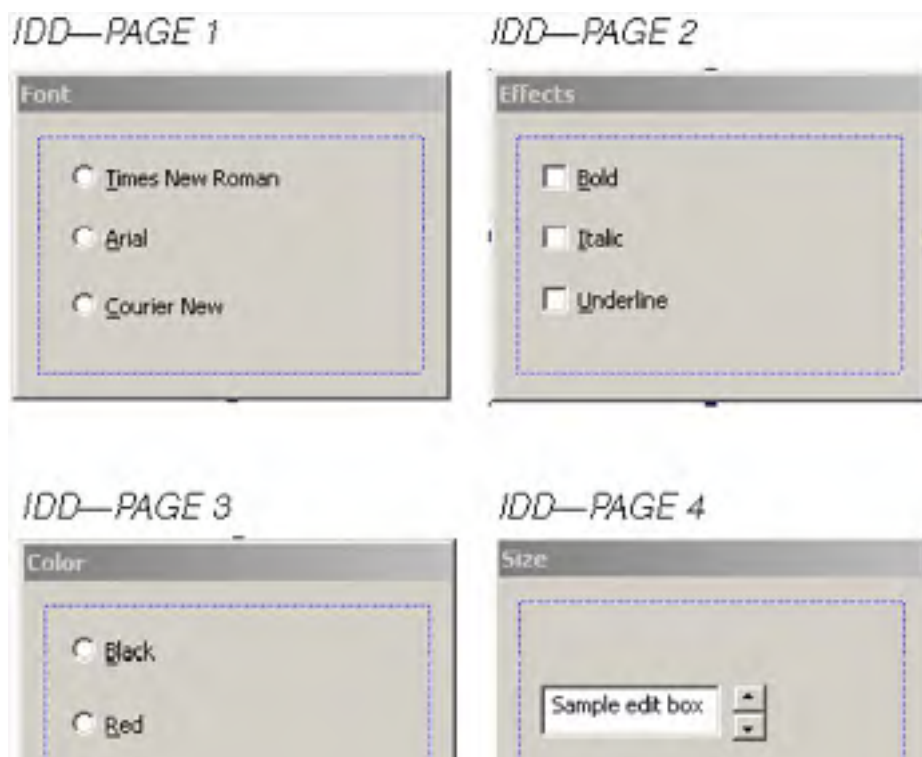 IDD—PAGE 1
Font
Times New Roman
Arial
Courier New
IDD—PAGE 2
Effects
Bold
Italic
Underline
IDD—PAGE 3
Color
Black
Red
IDD—PAGE 4
Size
Sample edit box